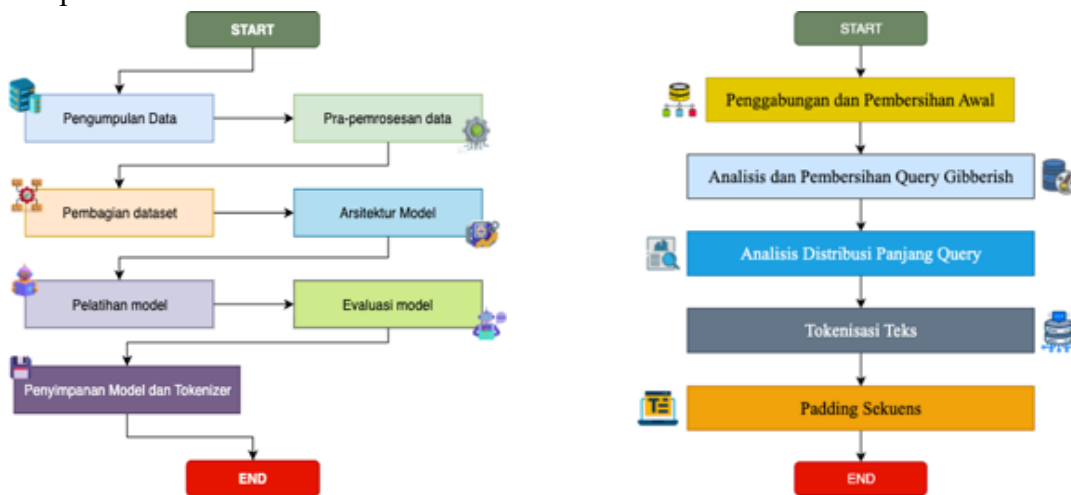 START
Pengumpulan Data
Pra-pemrosesan data
Pembagian dataset
Arsitektur Model
Pelatihan model
Evaluasi model
Penyimpanan Model dan Tokenizer
END
START
Penggabungan dan Pembersihan Awal
Analisis dan Pembersihan Query Gibberish
Analisis Distribusi Panjang Query
Tokenisasi Teks
Padding Sekuens
END